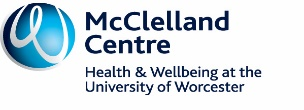 McClelland
Centre
Health & Wellbeing at the
University of Worcester